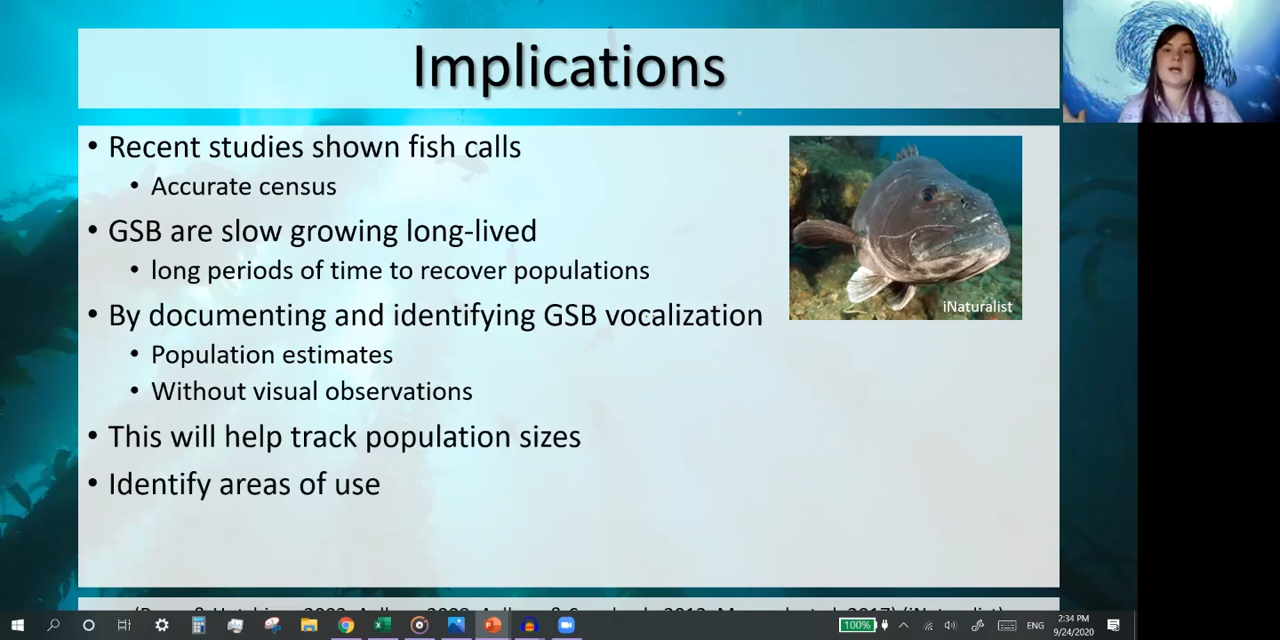 Implications
• Recent studies shown fish calls
• Accurate census
• GSB are slow growing long-lived
• long periods of time to recover populations
• By documenting and identifying GSB vocalization
• Population estimates
• Without visual observations
• This will help track population sizes
• Identify areas of use
iNaturalist
100%
ENG
2:34 PM
9/24/2020